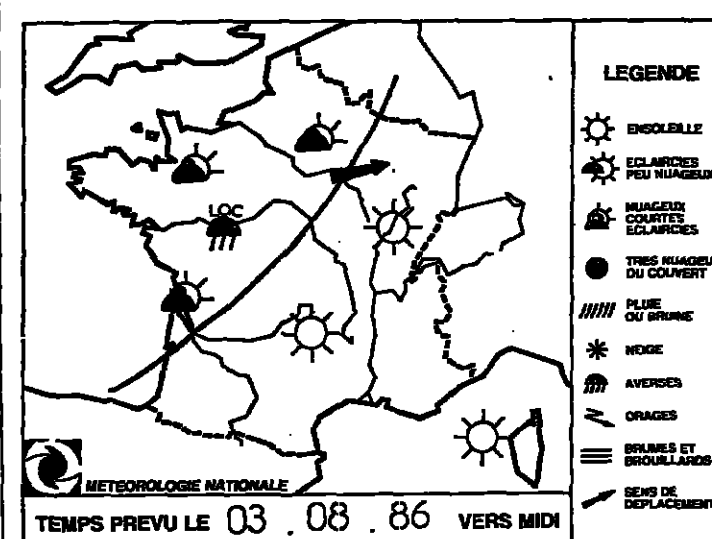 LOC
METEOROLOGIE NATIONALE
TEMPS PREVU LE 03.08.86 VERS MIDI
LEGENDE
ENSOLEILLE
ECLAIRCIES
PEU NUAGEUX
NUAGEUX
COURTES
ECLAIRCIES
TRES NUAGEUX
OU COUVERT
PLUIE
OU BRUINE
NEIGE
AVERSES
ORAGES
BRUMES ET
BROUILLARDS
SENS DE
DEPLACEMENT